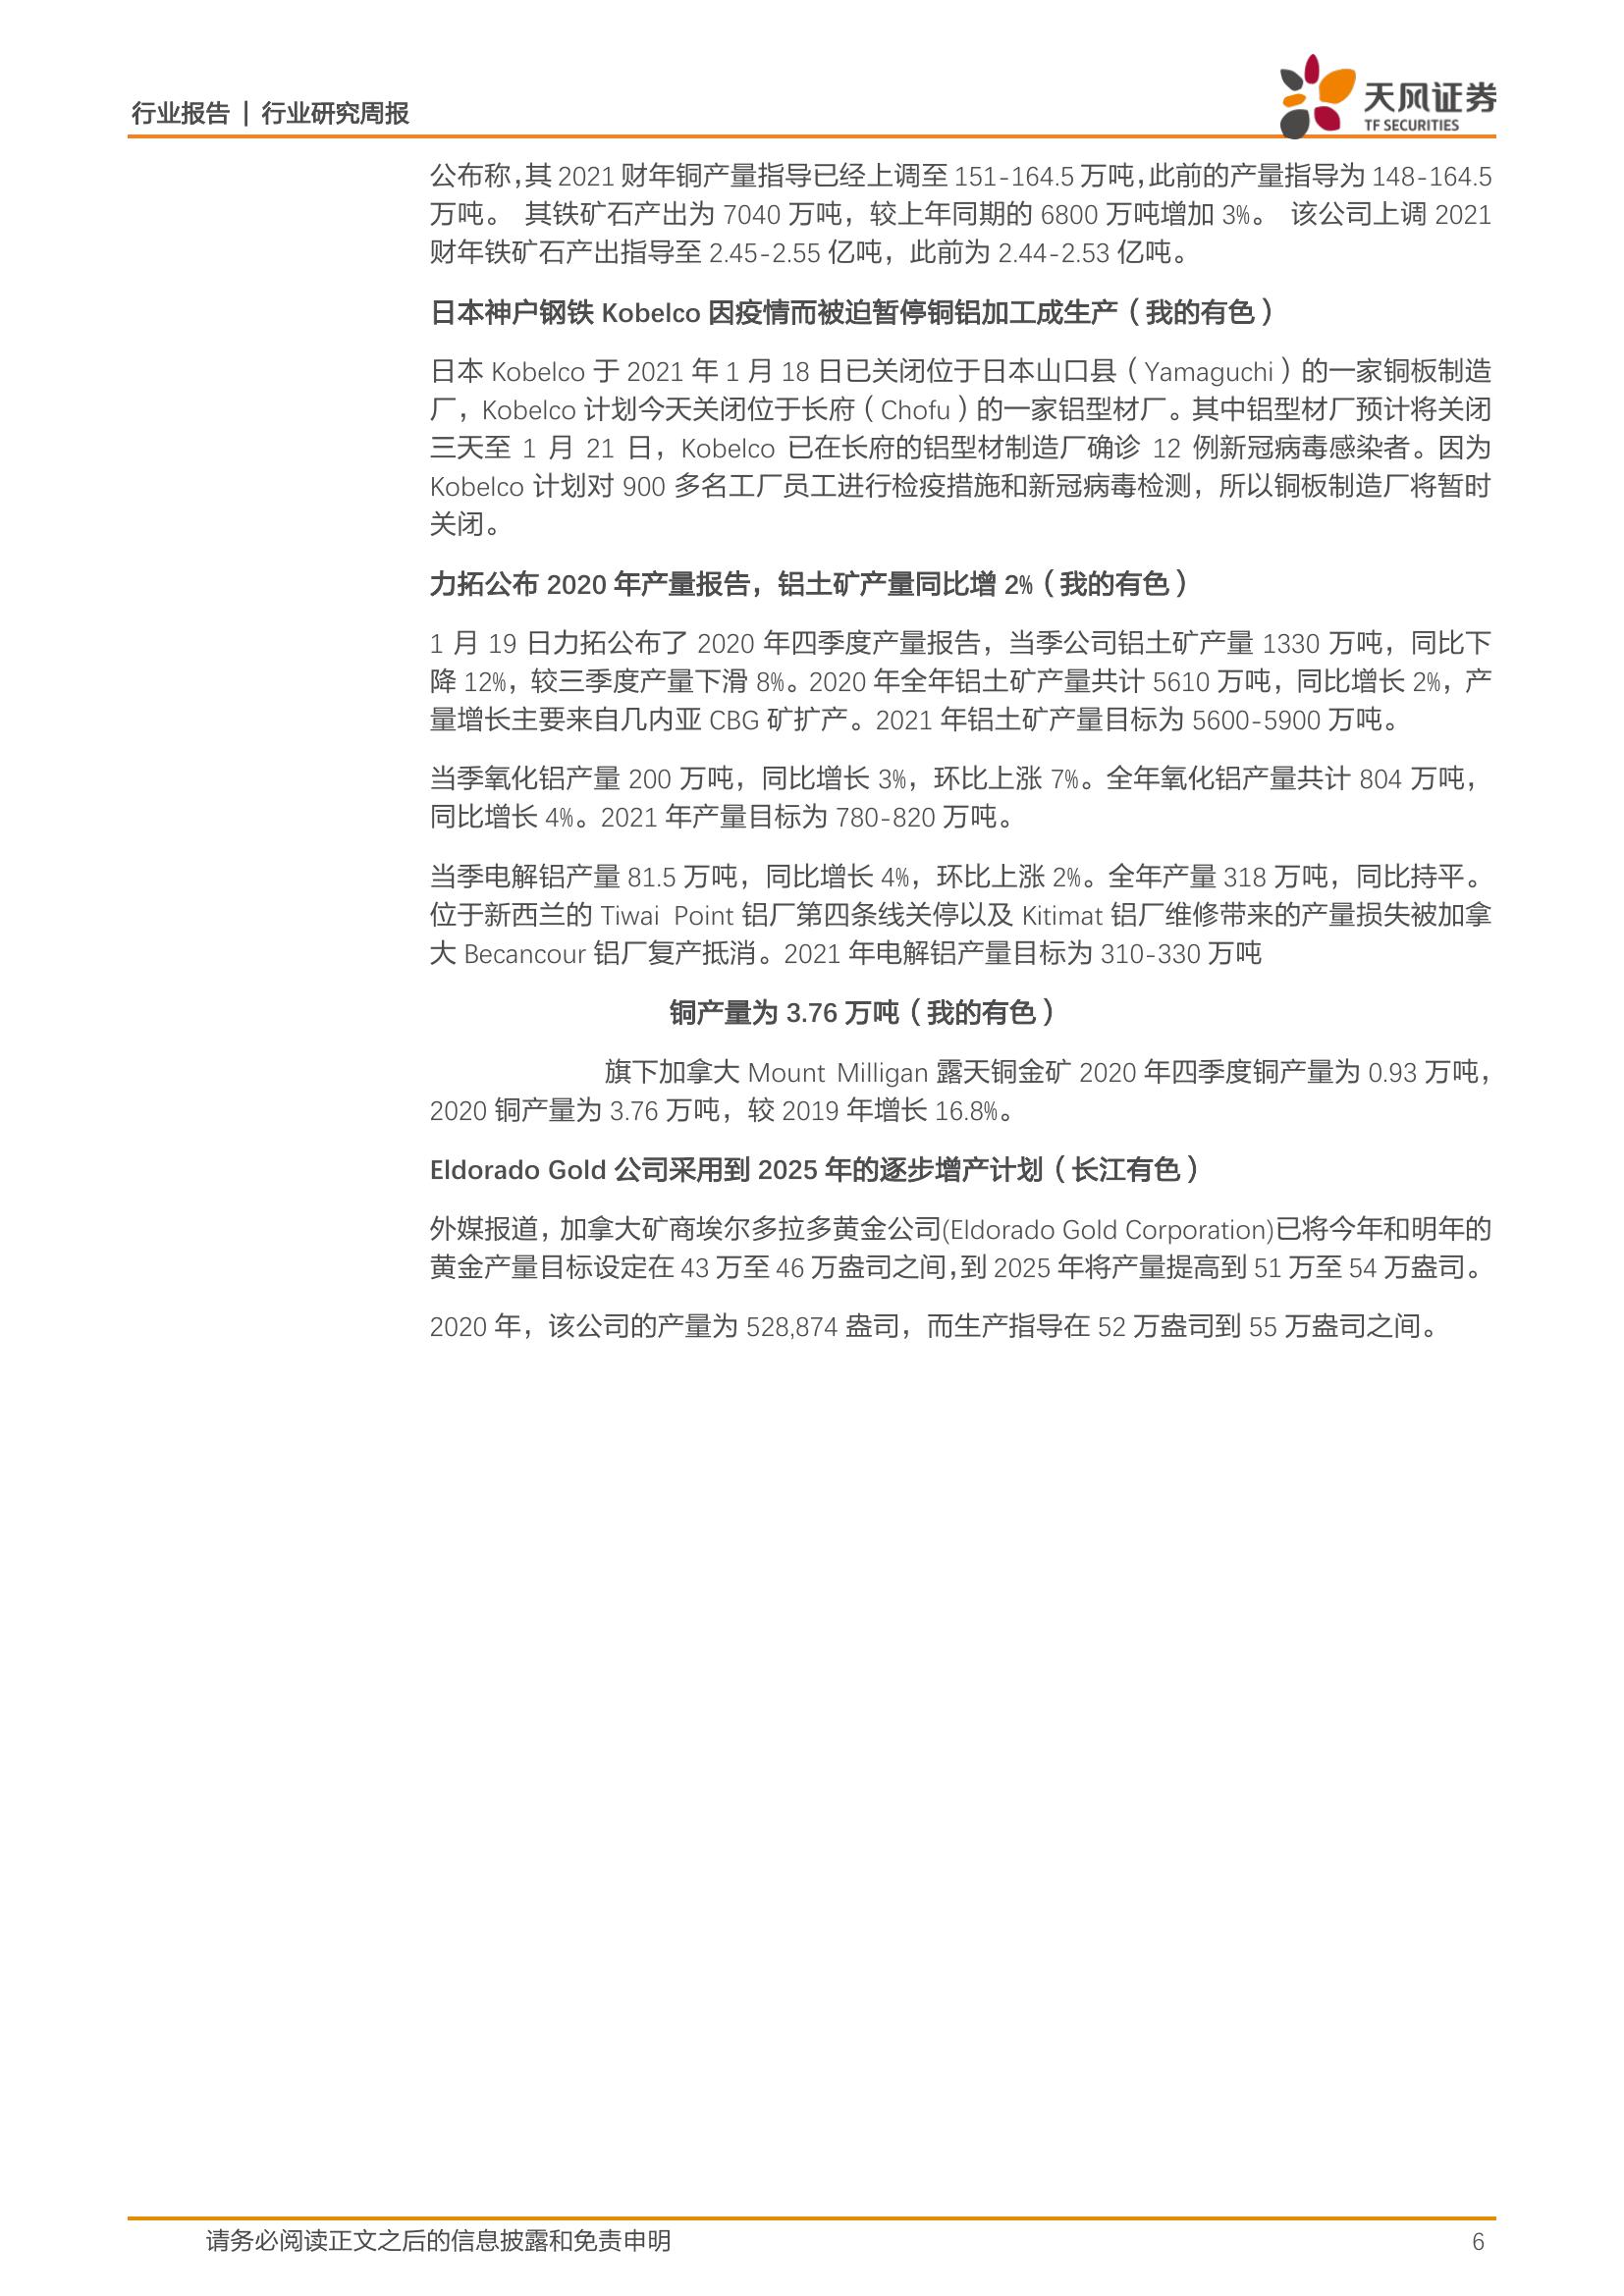 行业报告 | 行业研究周报
天风证券
TF SECURITIES
公布称,其 2021 财年铜产量指导已经上调至 151-164.5 万吨,此前的产量指导为 148-164.5
万吨。 其铁矿石产出为 7040 万吨，较上年同期的 6800 万吨增加 3%。 该公司上调 2021
财年铁矿石产出指导至 2.45-2.55 亿吨，此前为 2.44-2.53 亿吨。
日本神户钢铁 Kobelco 因疫情而被迫暂停铜铝加工成生产（我的有色）
日本 Kobelco 于 2021 年 1 月 18 日已关闭位于日本山口县（Yamaguchi）的一家铜板制造
厂，Kobelco 计划今天关闭位于长府（Chofu）的一家铝型材厂。其中铝型材厂预计将关闭
三天至 1 月 21 日，Kobelco 已在长府的铝型材制造厂确诊 12 例新冠病毒感染者。因为
Kobelco 计划对 900 多名工厂员工进行检疫措施和新冠病毒检测，所以铜板制造厂将暂时
关闭。
力拓公布 2020 年产量报告，铝土矿产量同比增 2%（我的有色）
1 月 19 日力拓公布了 2020 年四季度产量报告，当季公司铝土矿产量 1330 万吨，同比下
降 12%，较三季度产量下滑 8%。2020 年全年铝土矿产量共计 5610 万吨，同比增长 2%，产
量增长主要来自几内亚 CBG 矿扩产。2021 年铝土矿产量目标为 5600-5900 万吨。
当季氧化铝产量 200 万吨，同比增长 3%，环比上涨 7%。全年氧化铝产量共计 804 万吨，
同比增长 4%。2021 年产量目标为 780-820 万吨。
当季电解铝产量 81.5 万吨，同比增长 4%，环比上涨 2%。全年产量 318 万吨，同比持平。
位于新西兰的 Tiwai Point 铝厂第四条线关停以及 Kitimat 铝厂维修带来的产量损失被加拿
大 Becancour 铝厂复产抵消。2021 年电解铝产量目标为 310-330 万吨
铜产量为 3.76 万吨（我的有色）
旗下加拿大 Mount Milligan 露天铜金矿 2020 年四季度铜产量为 0.93 万吨，
2020 铜产量为 3.76 万吨，较 2019 年增长 16.8%。
Eldorado Gold 公司采用到 2025 年的逐步增产计划（长江有色）
外媒报道，加拿大矿商埃尔多拉多黄金公司(Eldorado Gold Corporation)已将今年和明年的
黄金产量目标设定在 43 万至 46 万盎司之间,到 2025 年将产量提高到 51 万至 54 万盎司。
2020 年，该公司的产量为 528,874 盎司，而生产指导在 52 万盎司到 55 万盎司之间。
请务必阅读正文之后的信息披露和免责申明
6